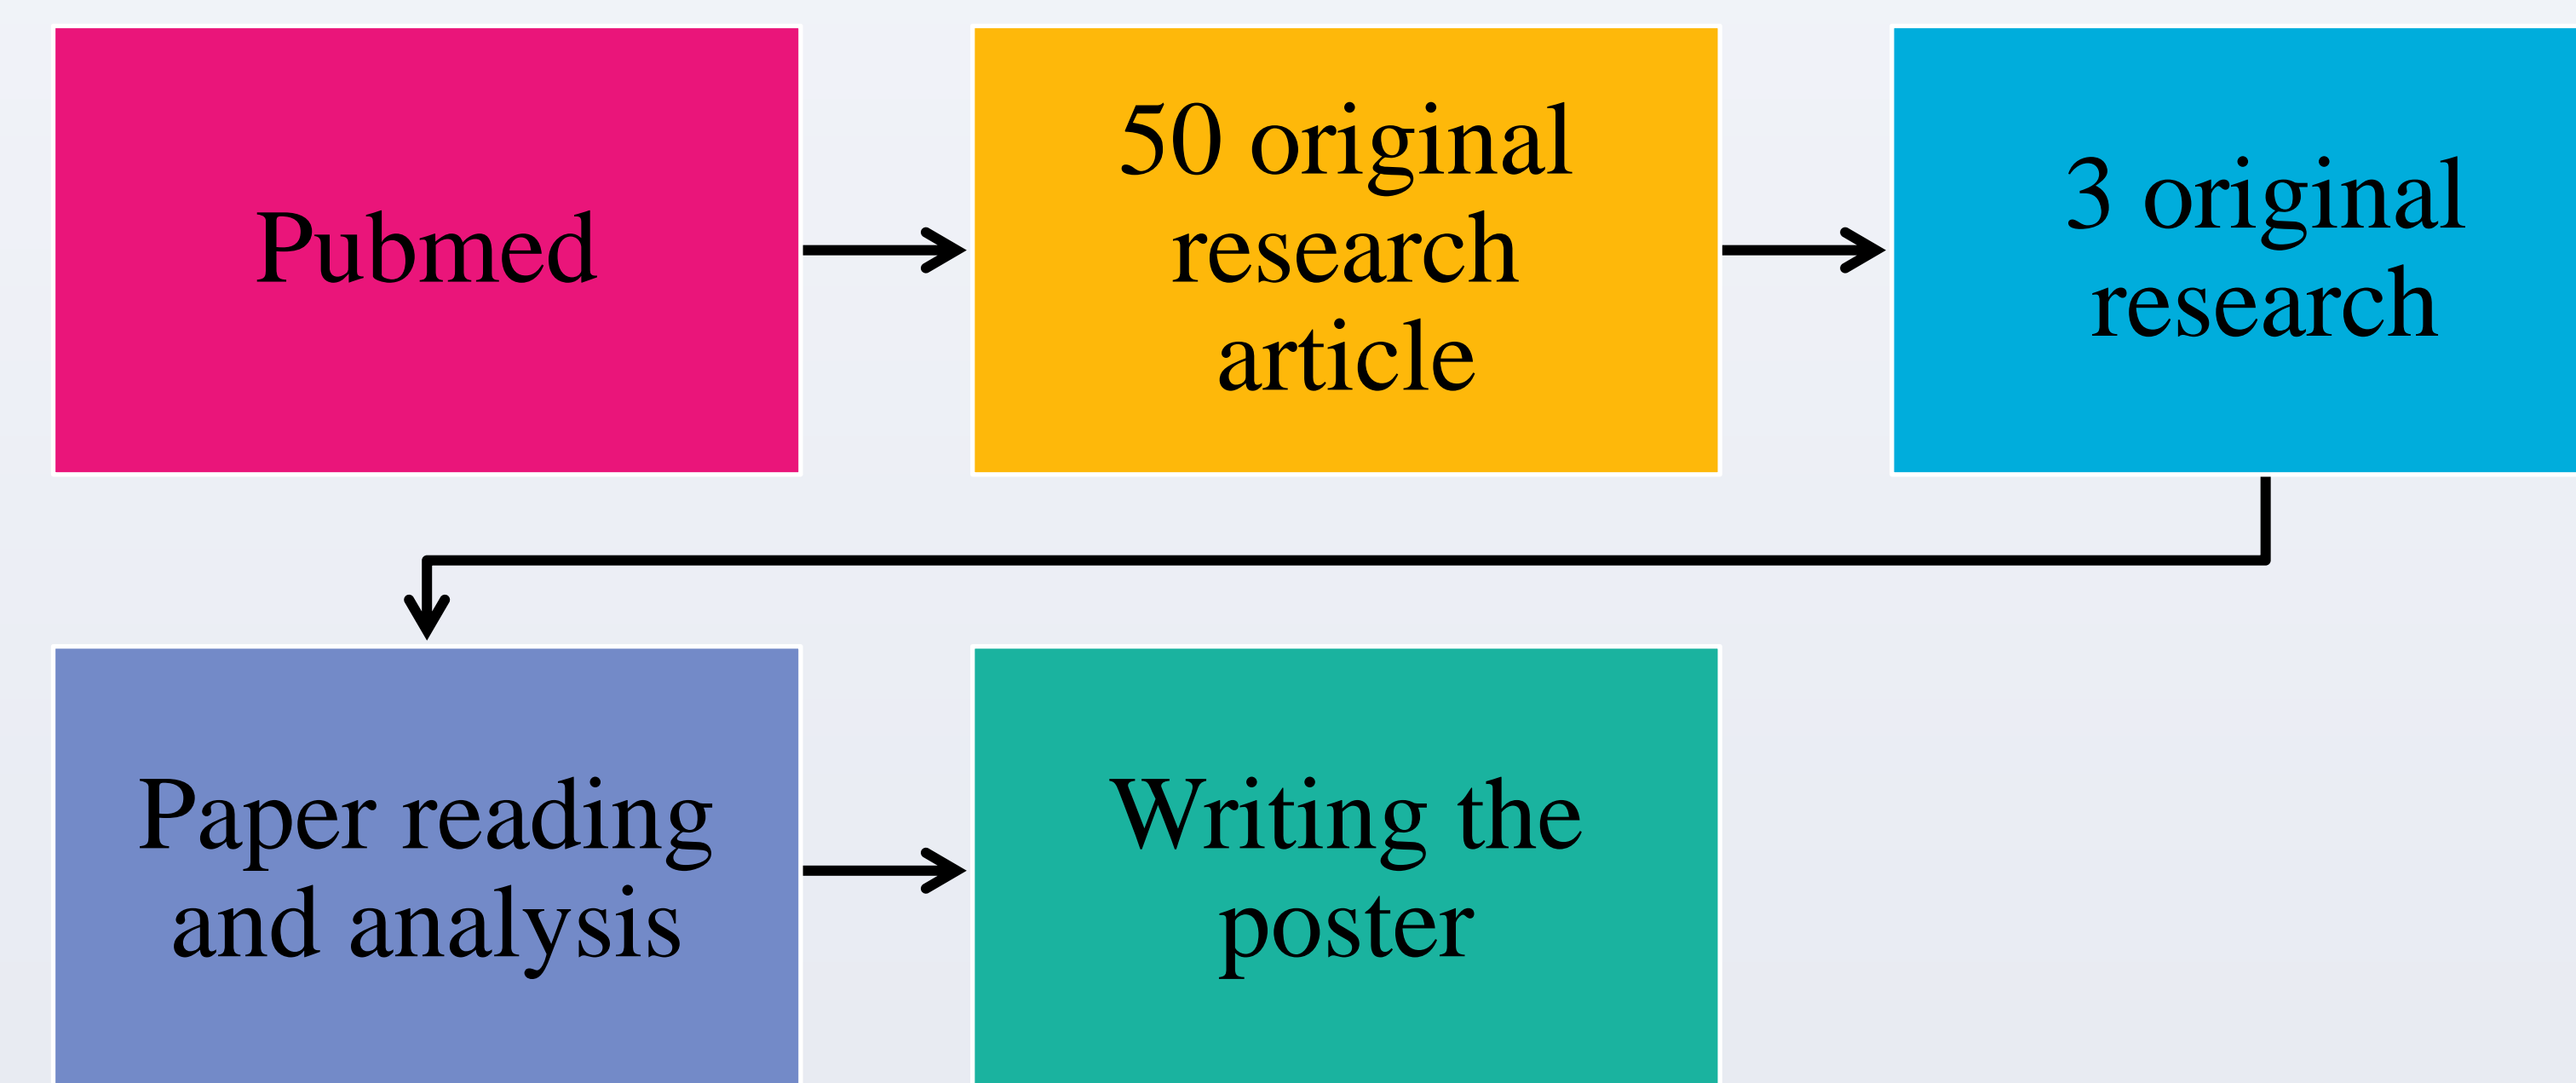 Pubmed
50 original
research
article
3 original
research
Paper reading
and analysis
Writing the
poster